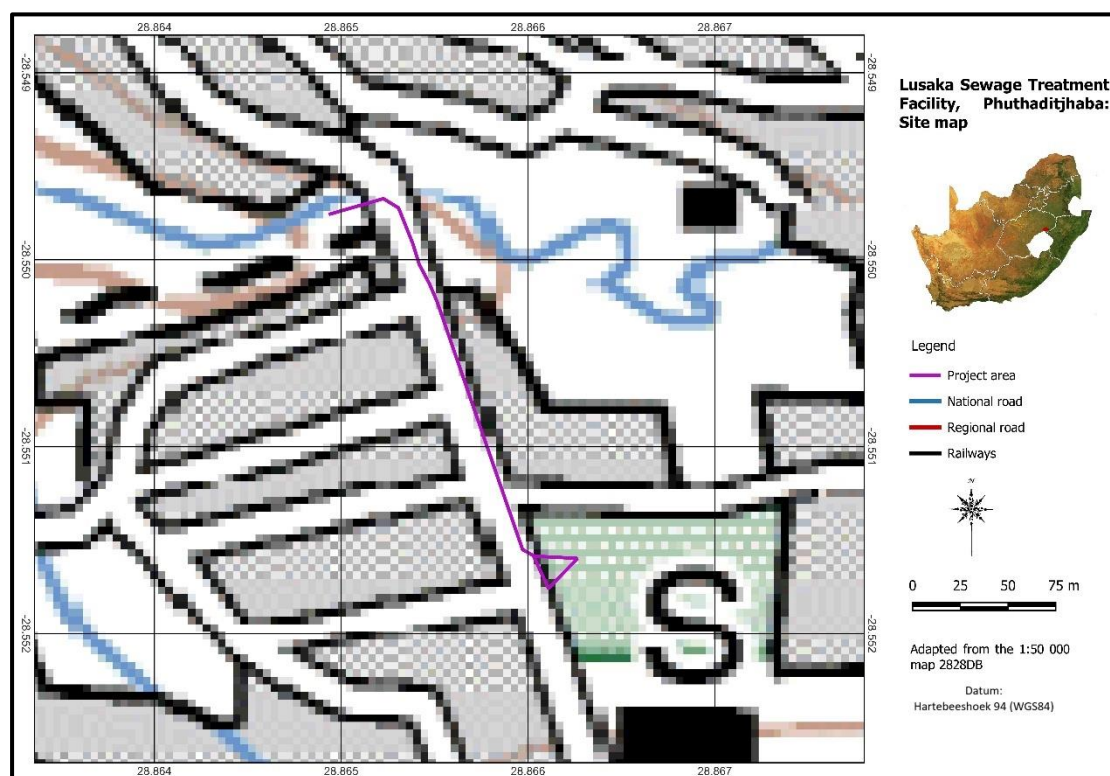 28.864 28.865 28.866 28.867
-28.549 -28.549
-28.550 -28.550
-28.551 -28.551
-28.552 -28.552
S
28.864 28.865 28.866 28.867
Lusaka Sewage Treatment
Facility, Phuthaditjhaba:
Site map
Legend
Project area
National road
Regional road
Railways
N
0 25 50 75 m
Adapted from the 1:50 000
map 2828DB
Datum:
Hartebeeshoek 94 (WGS84)